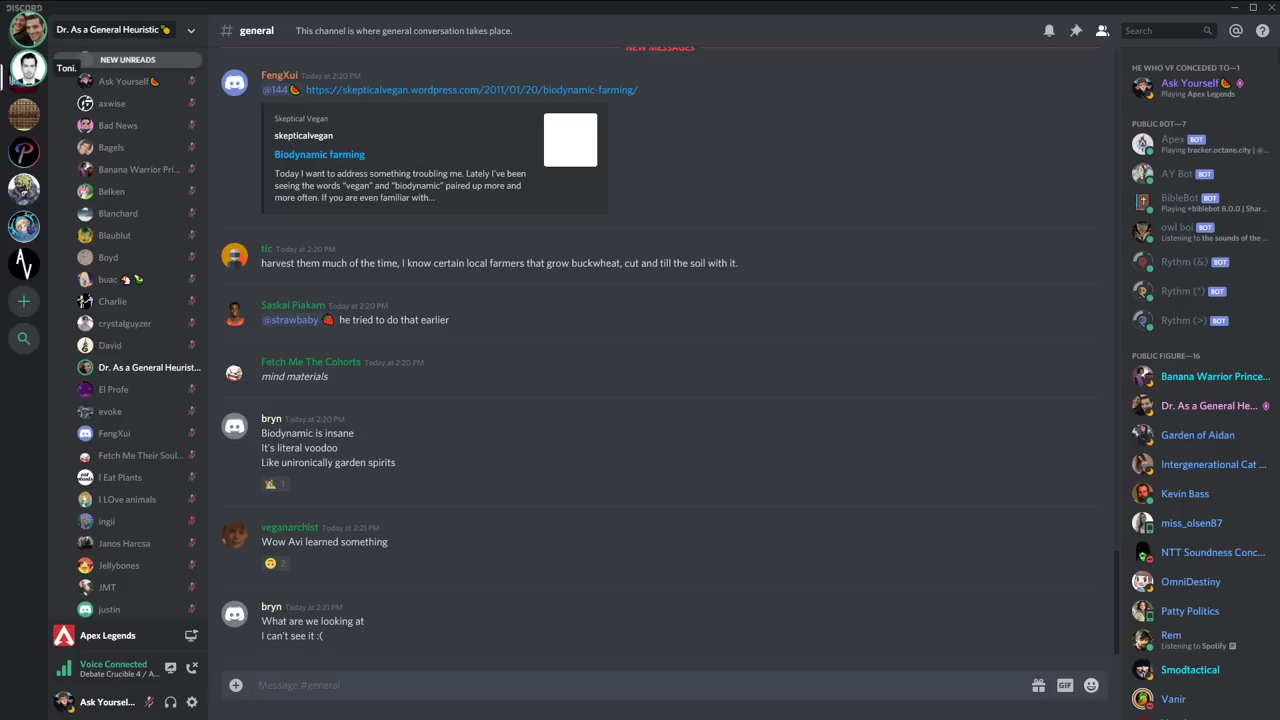 DISCORD
Dr. As a General Heuristic
Toni.
NEW UNREADS
Ask Yourself
axwise
Bad News
Bagels
Banana Warrior Pri...
Belken
Blanchard
Blaublut
Boyd
buac
Charlie
crystalguyzer
David
Dr. As a General Heurist...
El Profe
evoke
FengXui
Fetch Me Their Soul...
I Eat Plants
I LOve animals
ingii
Janos Harcsa
Jellybones
JMT
justin
Apex Legends
Voice Connected
Debate Crucible 4 / A...
Ask Yoursel...
# general
This channel is where general conversation takes place.
Search
NEW MESSAGES
FengXui Today at 2:20 PM
@144 https://skepticalvegan.wordpress.com/2011/01/20/biodynamic-farming/
Skeptical Vegan
skepticalvegan
Biodynamic farming
Today I want to address something troubling me. Lately I've been
seeing the words "vegan" and "biodynamic" paired up more and
more often. If you are even familiar with...
tic Today at 2:20 PM
harvest them much of the time, I know certain local farmers that grow buckwheat, cut and till the soil with it.
Saskal Piakam Today at 2:20 PM
@strawbaby he tried to do that earlier
Fetch Me The Cohorts Today at 2:20 PM
mind materials
bryn Today at 2:20 PM
Biodynamic is insane
It's literal voodoo
Like unironically garden spirits
1
veganarchist Today at 2:21 PM
Wow Avi learned something
2
bryn Today at 2:21 PM
What are we looking at
I can't see it :(
Message #general
GIF
HE WHO VF CONCEDED TO—1
Ask Yourself
Playing Apex Legends
PUBLIC BOT—7
Apex BOT
Playing tracker.octane.city | @...
AY Bot BOT
BibleBot BOT
Playing +biblebot 8.0.0 | Shar...
owl boi BOT
Listening to the sounds of the ...
Rythm (&) BOT
Rythm (*) BOT
Rythm (>) BOT
PUBLIC FIGURE—16
Banana Warrior Prince...
Dr. As a General He...
Garden of Aidan
Intergenerational Cat ...
Kevin Bass
miss_olsen87
NTT Soundness Conc...
OmniDestiny
Patty Politics
Rem
Listening to Spotify
Smodtactical
Vanir